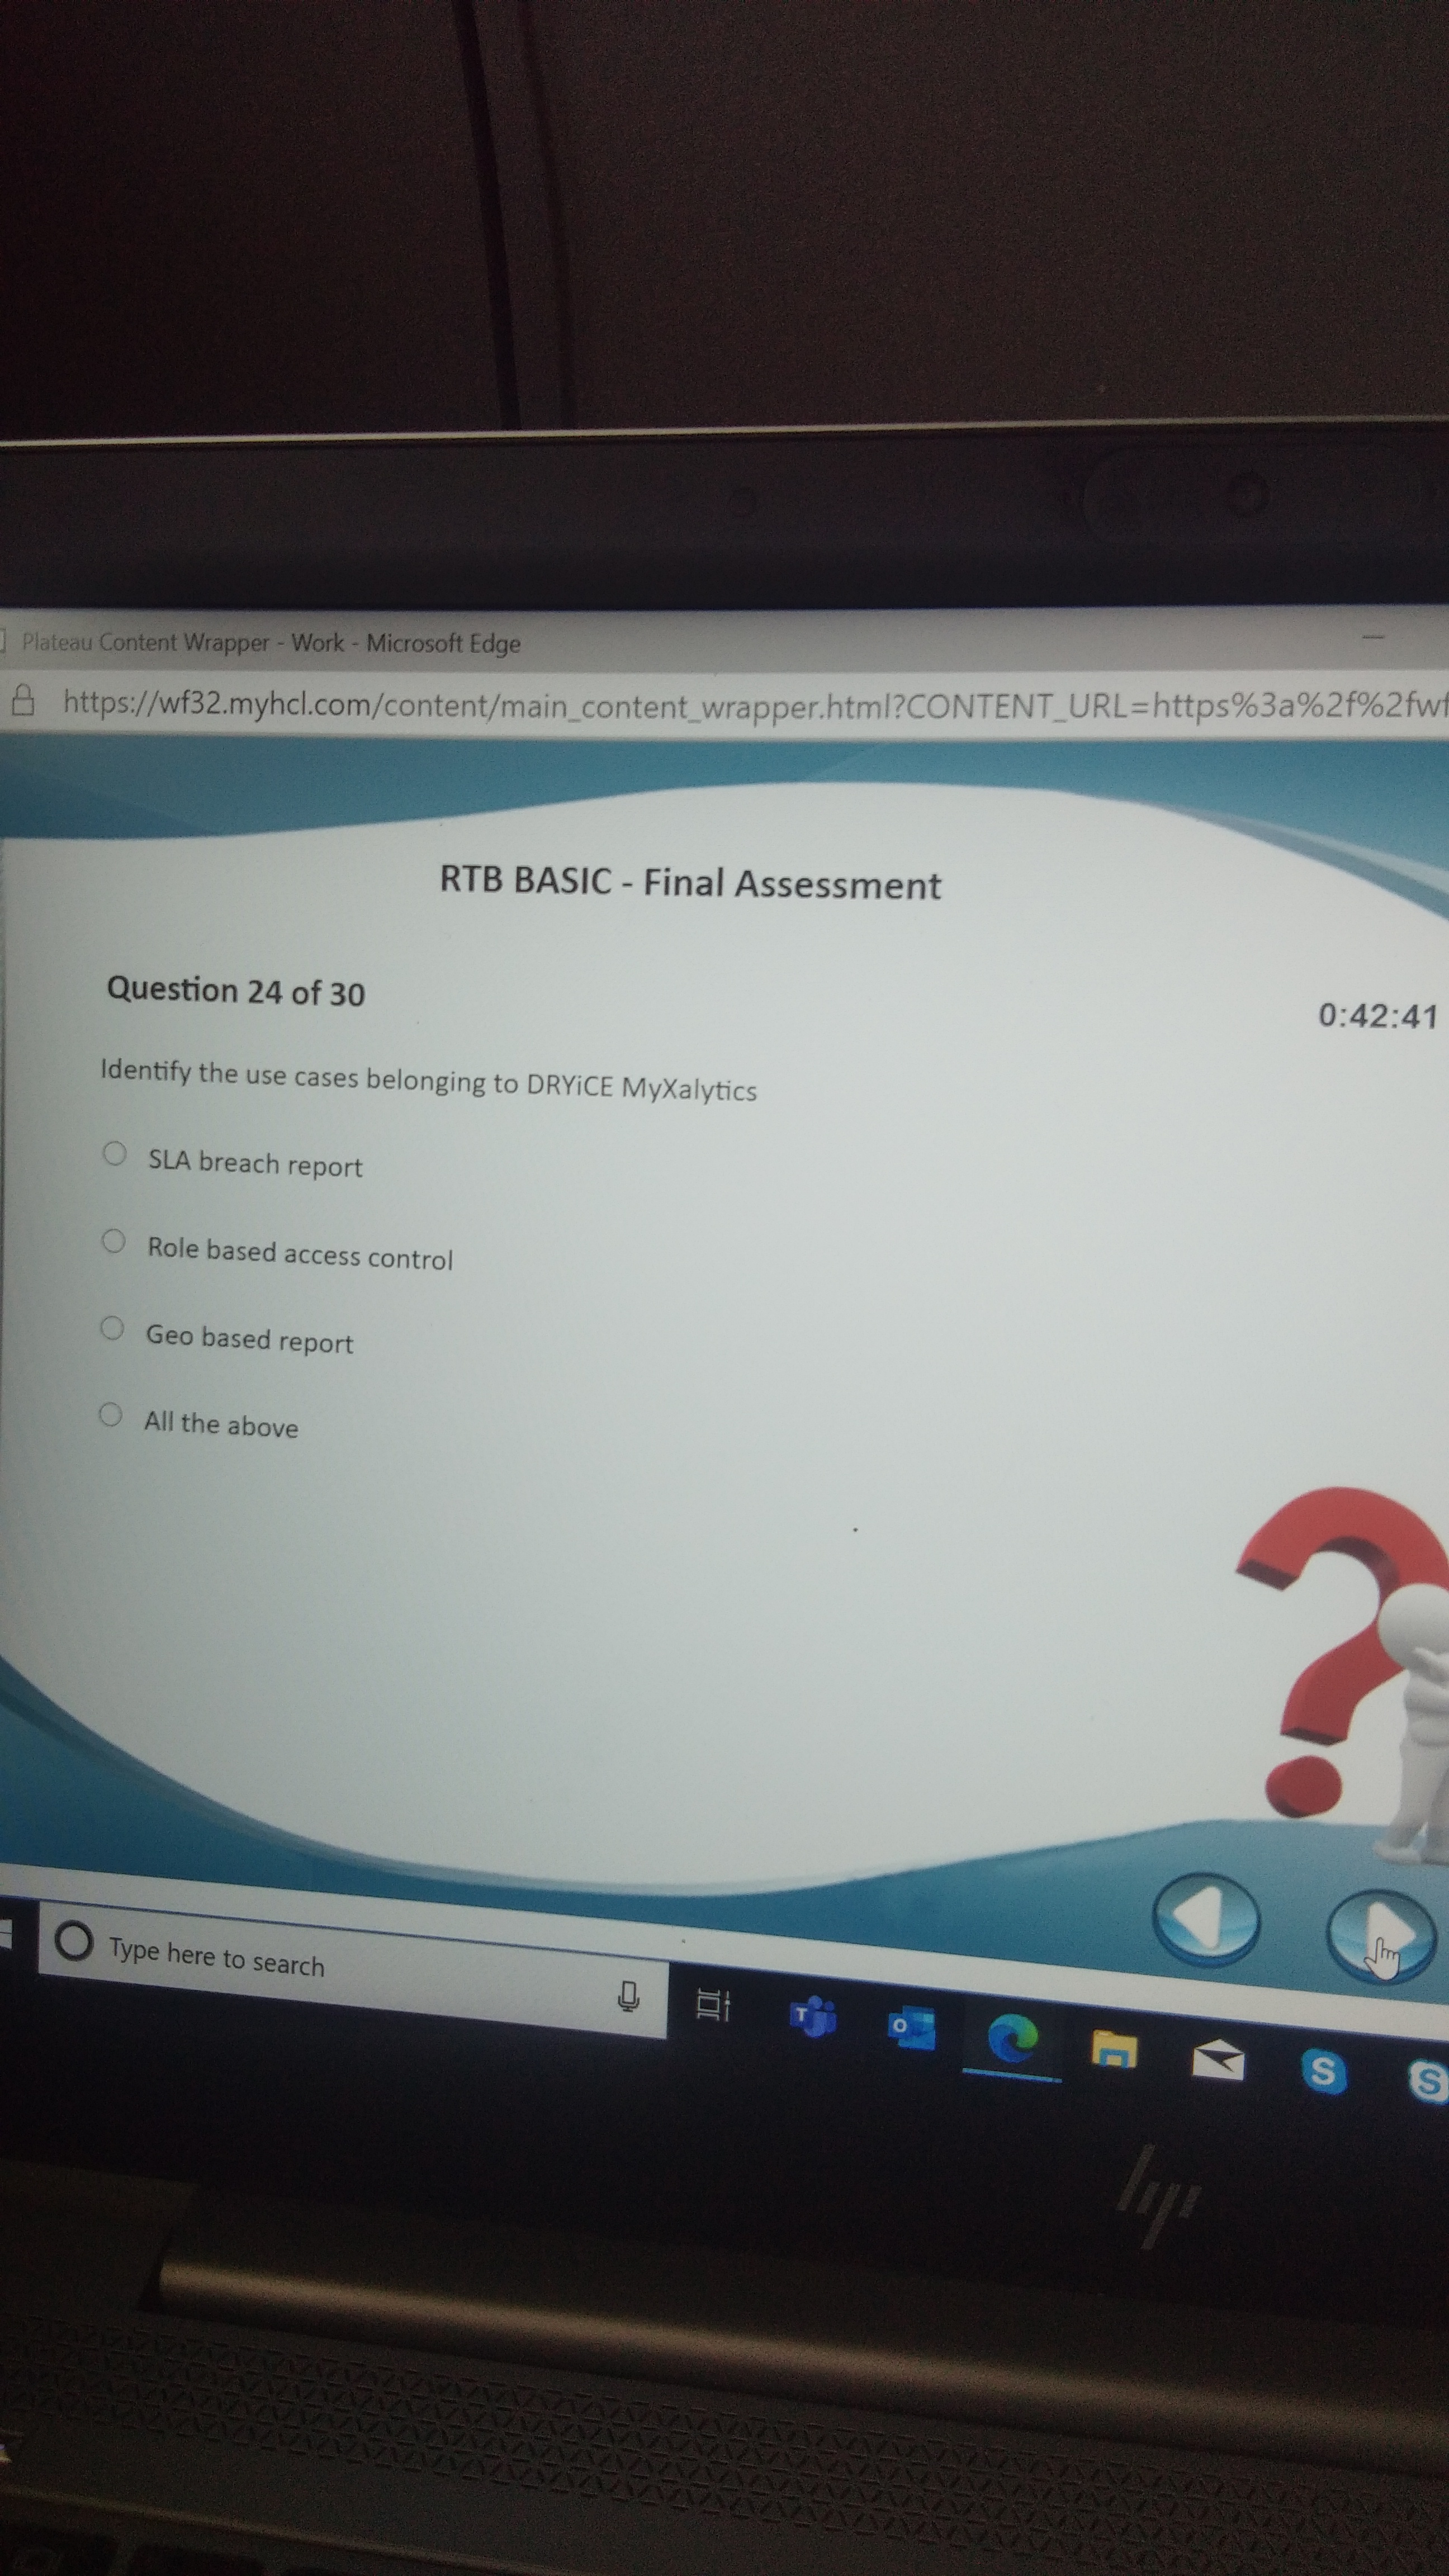 Plateau Content Wrapper - Work - Microsoft Edge
https://wf32.myhcl.com/content/main_content_wrapper.html?CONTENT_URL=https%3a%2f%2fwf
RTB BASIC - Final Assessment
Question 24 of 30
0:42:41
Identify the use cases belonging to DRYiCE MyXalytics
SLA breach report
Role based access control
Geo based report
All the above
?
Type here to search
T
O
S
S
hp